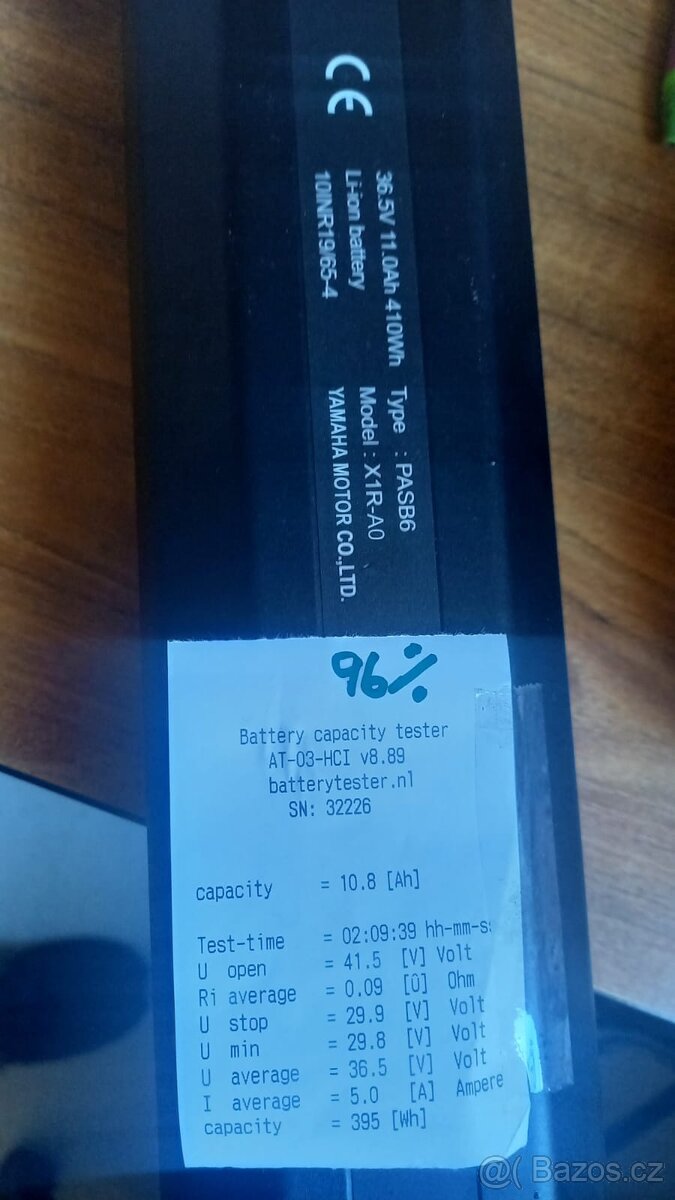 CE
36.5V 11.0Ah 410Wh Type : PASB6
Li-ion battery Model : X1R-A0
10INR19/65-4 YAMAHA MOTOR CO.,LTD.
96%
Battery capacity tester
AT-03-HCI v8.89
batterytester.nl
SN: 32226
capacity = 10.8 [Ah]
Test-time = 02:09:39 hh-mm-s
U open = 41.5 [V] Volt
Ri average = 0.09 [Û] Ohm
U stop = 29.9 [V] Volt
U min = 29.8 [V] Volt
U average = 36.5 [V] Volt
I average = 5.0 [A] Ampere
capacity = 395 [Wh]
Bazos.cz